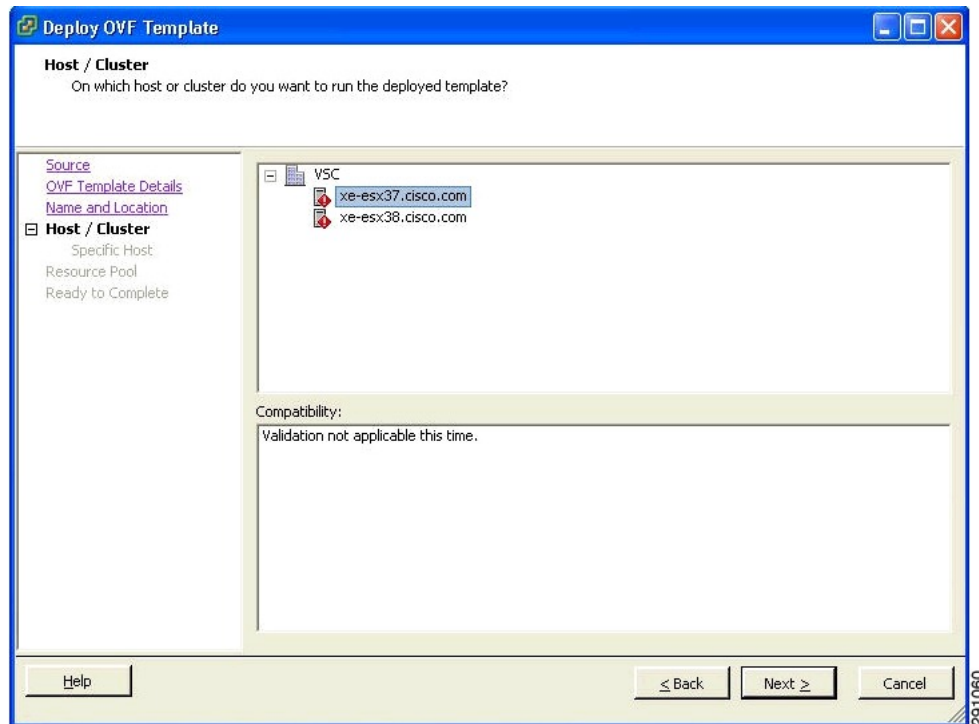 Deploy OVF Template
Host / Cluster
On which host or cluster do you want to run the deployed template?
Source
OVF Template Details
Name and Location
Host / Cluster
Specific Host
Resource Pool
Ready to Complete
VSC
xe-esx37.cisco.com
xe-esx38.cisco.com
Compatibility:
Validation not applicable this time.
Help
< Back
Next >
Cancel